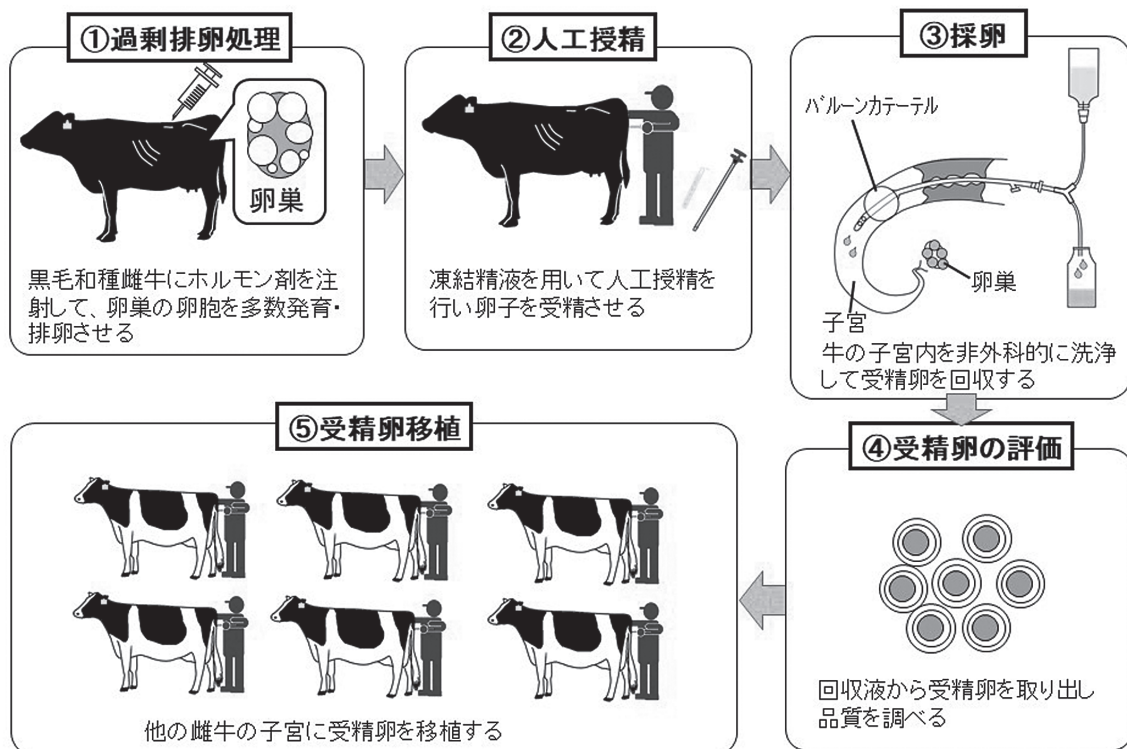 ①過剰排卵処理
卵巣
黒毛和種雌牛にホルモン剤を注
射して、卵巣の卵胞を多数発育・
排卵させる
②人工授精
凍結精液を用いて人工授精を
行い卵子を受精させる
③採卵
バルーンカテーテル
卵巣
子宮
牛の子宮内を非外科的に洗浄
して受精卵を回収する
④受精卵の評価
回収液から受精卵を取り出し
品質を調べる
⑤受精卵移植
他の雌牛の子宮に受精卵を移植する